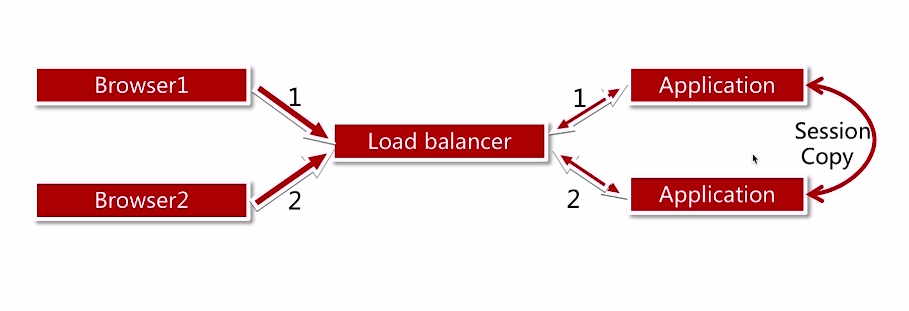 Browser1
1
1
Application
Load balancer
Session
Copy
Browser2
2
2
Application